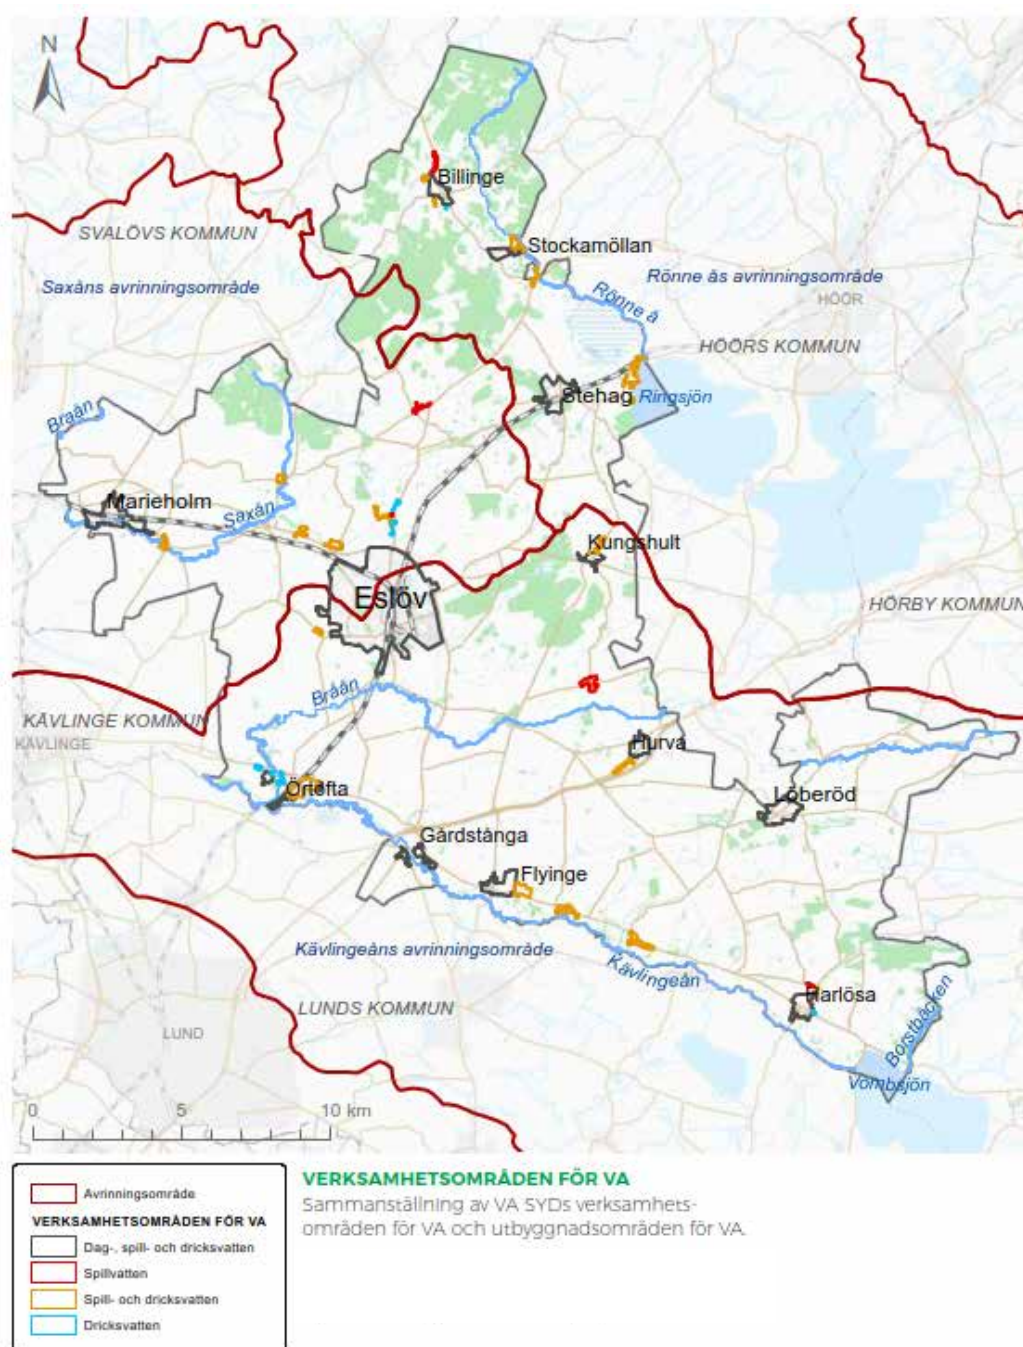 N
Billinge
SVALÖVS KOMMUN
Stockamöllan
Saxåns avrinningsområde
Rönne ås avrinningsområde
Rönne å
HÖÖR
HÖÖRS KOMMUN
Stehag
Ringsjön
Braån
Marieholm
Saxån
Kungshult
Eslöv
HÖRBY KOMMUN
Bråån
KÄVLINGE KOMMUN
KÄVLINGE
Hurva
Örtofta
Löberöd
Gårdstånga
Flyinge
Kävlingeåns avrinningsområde
Kävlingeån
Harlösa
LUNDS KOMMUN
Borstbäcken
LUND
Vombsjön
0 5 10 km
VERKSAMHETSOMRÅDEN FÖR VA
Sammanställning av VA SYDs verksamhets-
områden för VA och utbyggnadsområden för VA.
Avrinningsområde
VERKSAMHETSOMRÅDEN FÖR VA
Dag-, spill- och dricksvatten
Spillvatten
Spill- och dricksvatten
Dricksvatten